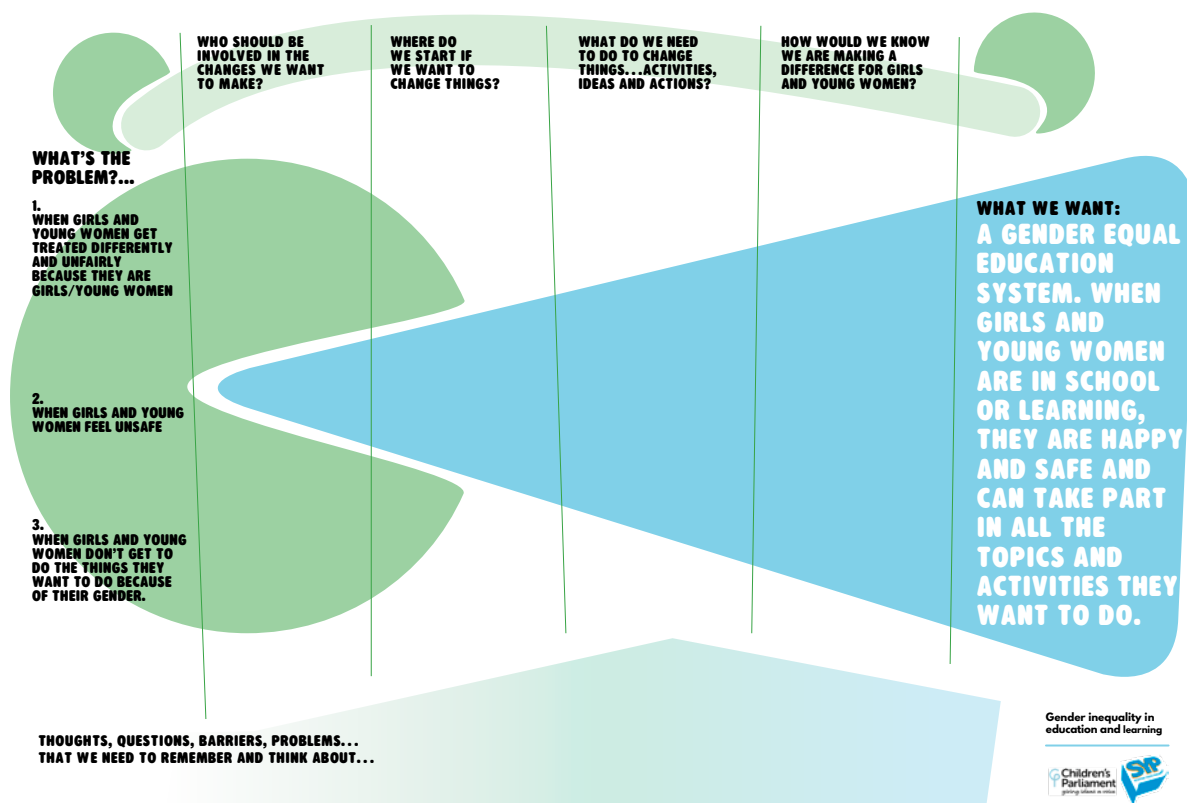 WHO SHOULD BE
INVOLVED IN THE
CHANGES WE WANT
TO MAKE?
WHERE DO
WE START IF
WE WANT TO
CHANGE THINGS?
WHAT DO WE NEED
TO DO TO CHANGE
THINGS...ACTIVITIES,
IDEAS AND ACTIONS?
HOW WOULD WE KNOW
WE ARE MAKING A
DIFFERENCE FOR GIRLS
AND YOUNG WOMEN?
WHAT'S THE
PROBLEM?...
1.
WHEN GIRLS AND
YOUNG WOMEN GET
TREATED DIFFERENTLY
AND UNFAIRLY
BECAUSE THEY ARE
GIRLS/YOUNG WOMEN
2.
WHEN GIRLS AND YOUNG
WOMEN FEEL UNSAFE
3.
WHEN GIRLS AND YOUNG
WOMEN DON'T GET TO
DO THE THINGS THEY
WANT TO DO BECAUSE
OF THEIR GENDER.
WHAT WE WANT:
A GENDER EQUAL
EDUCATION
SYSTEM. WHEN
GIRLS AND
YOUNG WOMEN
ARE IN SCHOOL
OR LEARNING,
THEY ARE HAPPY
AND SAFE AND
CAN TAKE PART
IN ALL THE
TOPICS AND
ACTIVITIES THEY
WANT TO DO.
THOUGHTS, QUESTIONS, BARRIERS, PROBLEMS...
THAT WE NEED TO REMEMBER AND THINK ABOUT...
Gender inequality in
education and learning
Children's
Parliament
giving ideas a voice
SYP